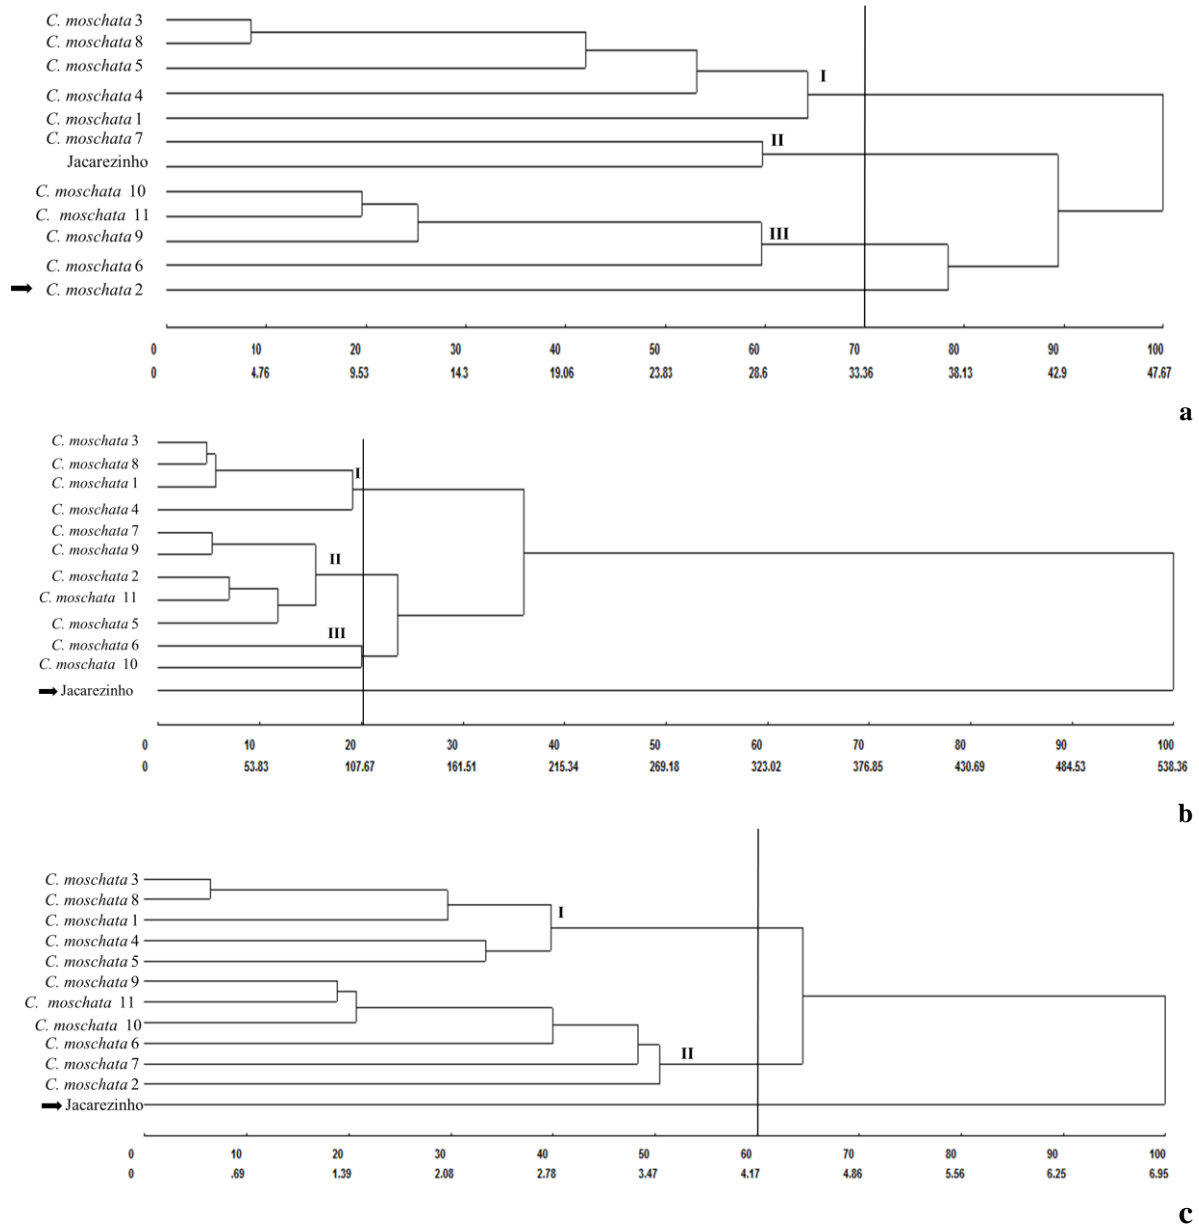 C. moschata 3
C. moschata 8
C. moschata 5
I
C. moschata 4
C. moschata 1
C. moschata 7
II
Jacarezinho
C. moschata 10
C. moschata 11
C. moschata 9
III
C. moschata 6
C. moschata 2
0 10 20 30 40 50 60 70 80 90 100
0 4.76 9.53 14.3 19.06 23.83 28.6 33.36 38.13 42.9 47.67
a
C. moschata 3
C. moschata 8
I
C. moschata 1
C. moschata 4
C. moschata 7
C. moschata 9
II
C. moschata 2
C. moschata 11
C. moschata 5
III
C. moschata 6
C. moschata 10
Jacarezinho
0 10 20 30 40 50 60 70 80 90 100
0 53.83 107.67 161.51 215.34 269.18 323.02 376.85 430.69 484.53 538.36
b
C. moschata 3
C. moschata 8
I
C. moschata 1
C. moschata 4
C. moschata 5
C. moschata 9
C. moschata 11
C. moschata 10
C. moschata 6
II
C. moschata 7
C. moschata 2
Jacarezinho
0 10 20 30 40 50 60 70 80 90 100
0 .69 1.39 2.08 2.78 3.47 4.17 4.86 5.56 6.25 6.95
c